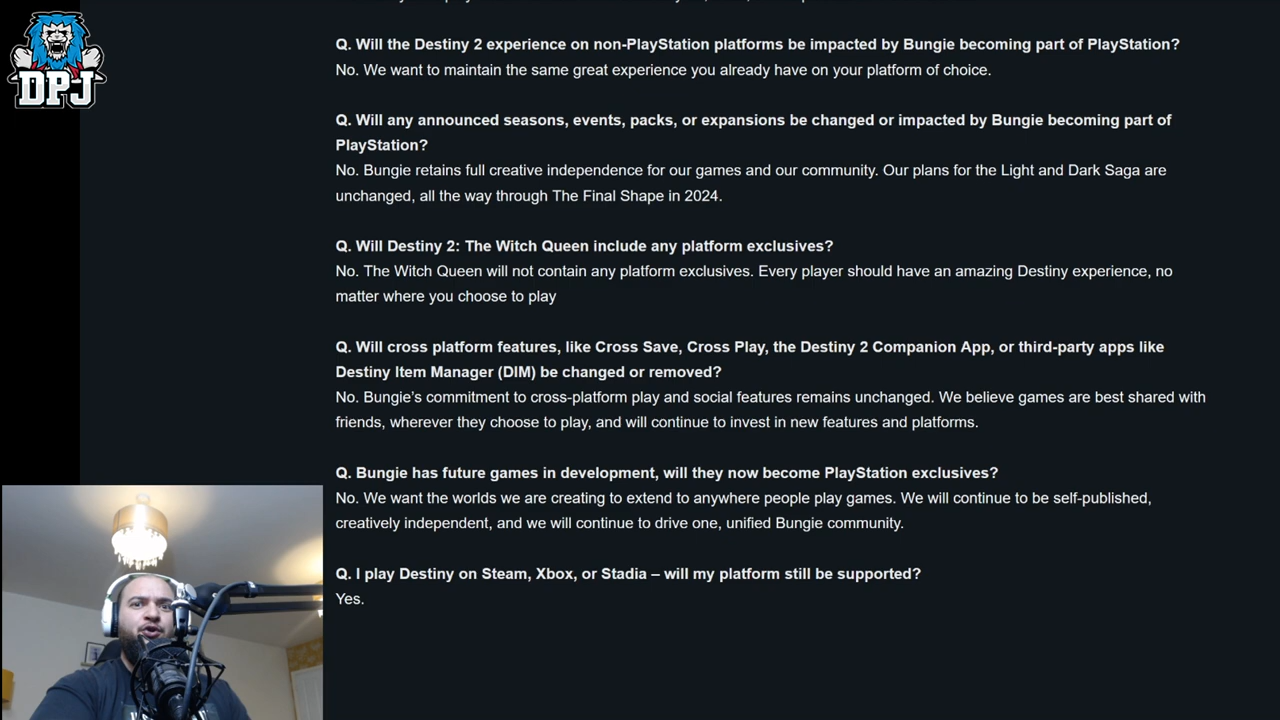 DPJ
Q. Will the Destiny 2 experience on non-PlayStation platforms be impacted by Bungie becoming part of PlayStation?
No. We want to maintain the same great experience you already have on your platform of choice.
Q. Will any announced seasons, events, packs, or expansions be changed or impacted by Bungie becoming part of
PlayStation?
No. Bungie retains full creative independence for our games and our community. Our plans for the Light and Dark Saga are
unchanged, all the way through The Final Shape in 2024.
Q. Will Destiny 2: The Witch Queen include any platform exclusives?
No. The Witch Queen will not contain any platform exclusives. Every player should have an amazing Destiny experience, no
matter where you choose to play
Q. Will cross platform features, like Cross Save, Cross Play, the Destiny 2 Companion App, or third-party apps like
Destiny Item Manager (DIM) be changed or removed?
No. Bungie’s commitment to cross-platform play and social features remains unchanged. We believe games are best shared with
friends, wherever they choose to play, and will continue to invest in new features and platforms.
Q. Bungie has future games in development, will they now become PlayStation exclusives?
No. We want the worlds we are creating to extend to anywhere people play games. We will continue to be self-published,
creatively independent, and we will continue to drive one, unified Bungie community.
Q. I play Destiny on Steam, Xbox, or Stadia – will my platform still be supported?
Yes.